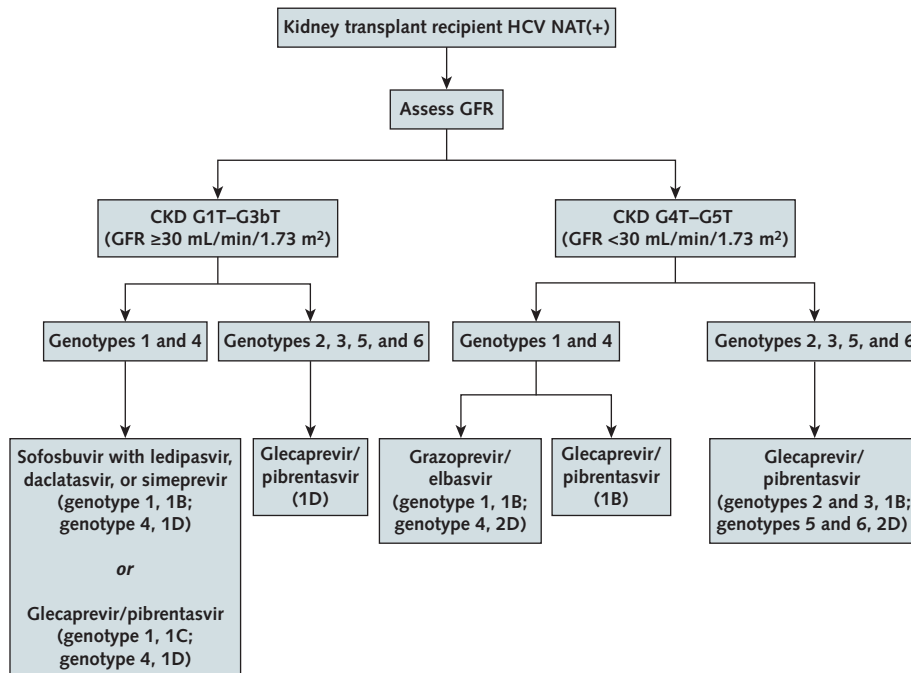 Kidney transplant recipient HCV NAT(+)
Assess GFR
CKD G1T–G3bT
(GFR ≥30 mL/min/1.73 m²)
CKD G4T–G5T
(GFR <30 mL/min/1.73 m²)
Genotypes 1 and 4
Genotypes 2, 3, 5, and 6
Genotypes 1 and 4
Genotypes 2, 3, 5, and 6
Sofosbuvir with ledipasvir,
daclatasvir, or simeprevir
(genotype 1, 1B;
genotype 4, 1D)
or
Glecaprevir/pibrentasvir
(genotype 1, 1C;
genotype 4, 1D)
Glecaprevir/
pibrentasvir
(1D)
Grazoprevir/
elbasvir
(genotype 1, 1B;
genotype 4, 2D)
Glecaprevir/
pibrentasvir
(1B)
Glecaprevir/
pibrentasvir
(genotypes 2 and 3, 1B;
genotypes 5 and 6, 2D)